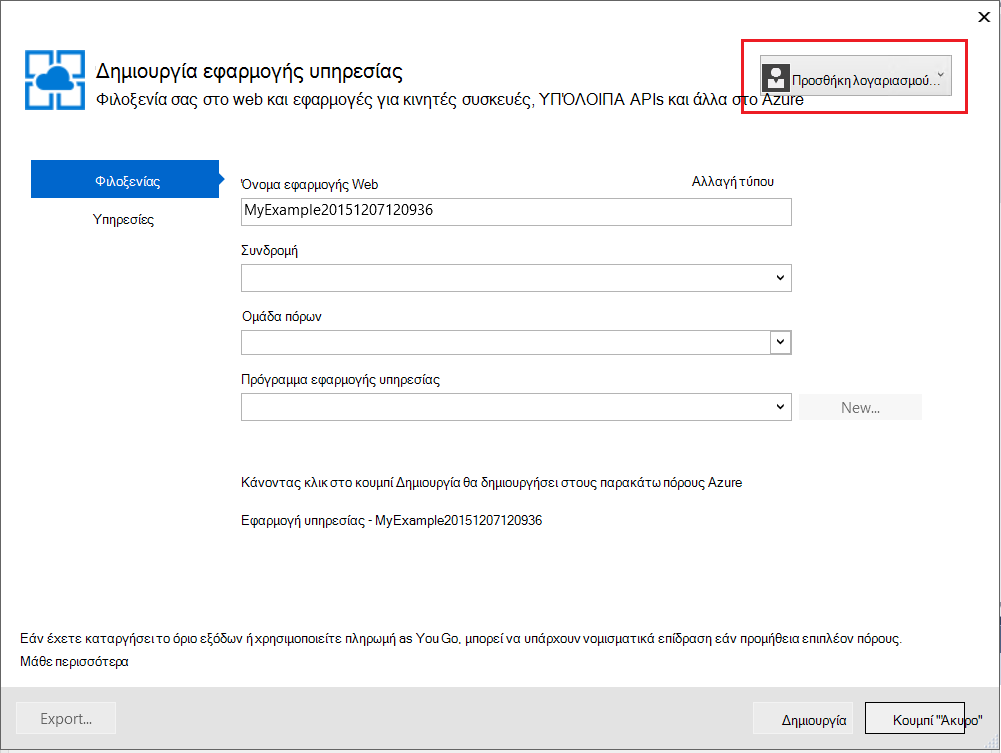 Δημιουργία εφαρμογής υπηρεσίας
Φιλοξενία σας στο web και εφαρμογές για κινητές συσκευές, ΥΠΌΛΟΙΠΑ APIs και άλλα στο Azure
Προσθήκη λογαριασμού...
Φιλοξενίας
Υπηρεσίες
Όνομα εφαρμογής Web
Αλλαγή τύπου
MyExample20151207120936
Συνδρομή
Ομάδα πόρων
Πρόγραμμα εφαρμογής υπηρεσίας
New...
Κάνοντας κλικ στο κουμπί Δημιουργία θα δημιουργήσει στους παρακάτω πόρους Azure
Εφαρμογή υπηρεσίας - MyExample20151207120936
Εάν έχετε καταργήσει το όριο εξόδων ή χρησιμοποιείτε πληρωμή as You Go, μπορεί να υπάρχουν νομισματικά επίδραση εάν προμήθεια επιπλέον πόρους.
Μάθε περισσότερα
Export...
Δημιουργία
Κουμπί "Άκυρο"